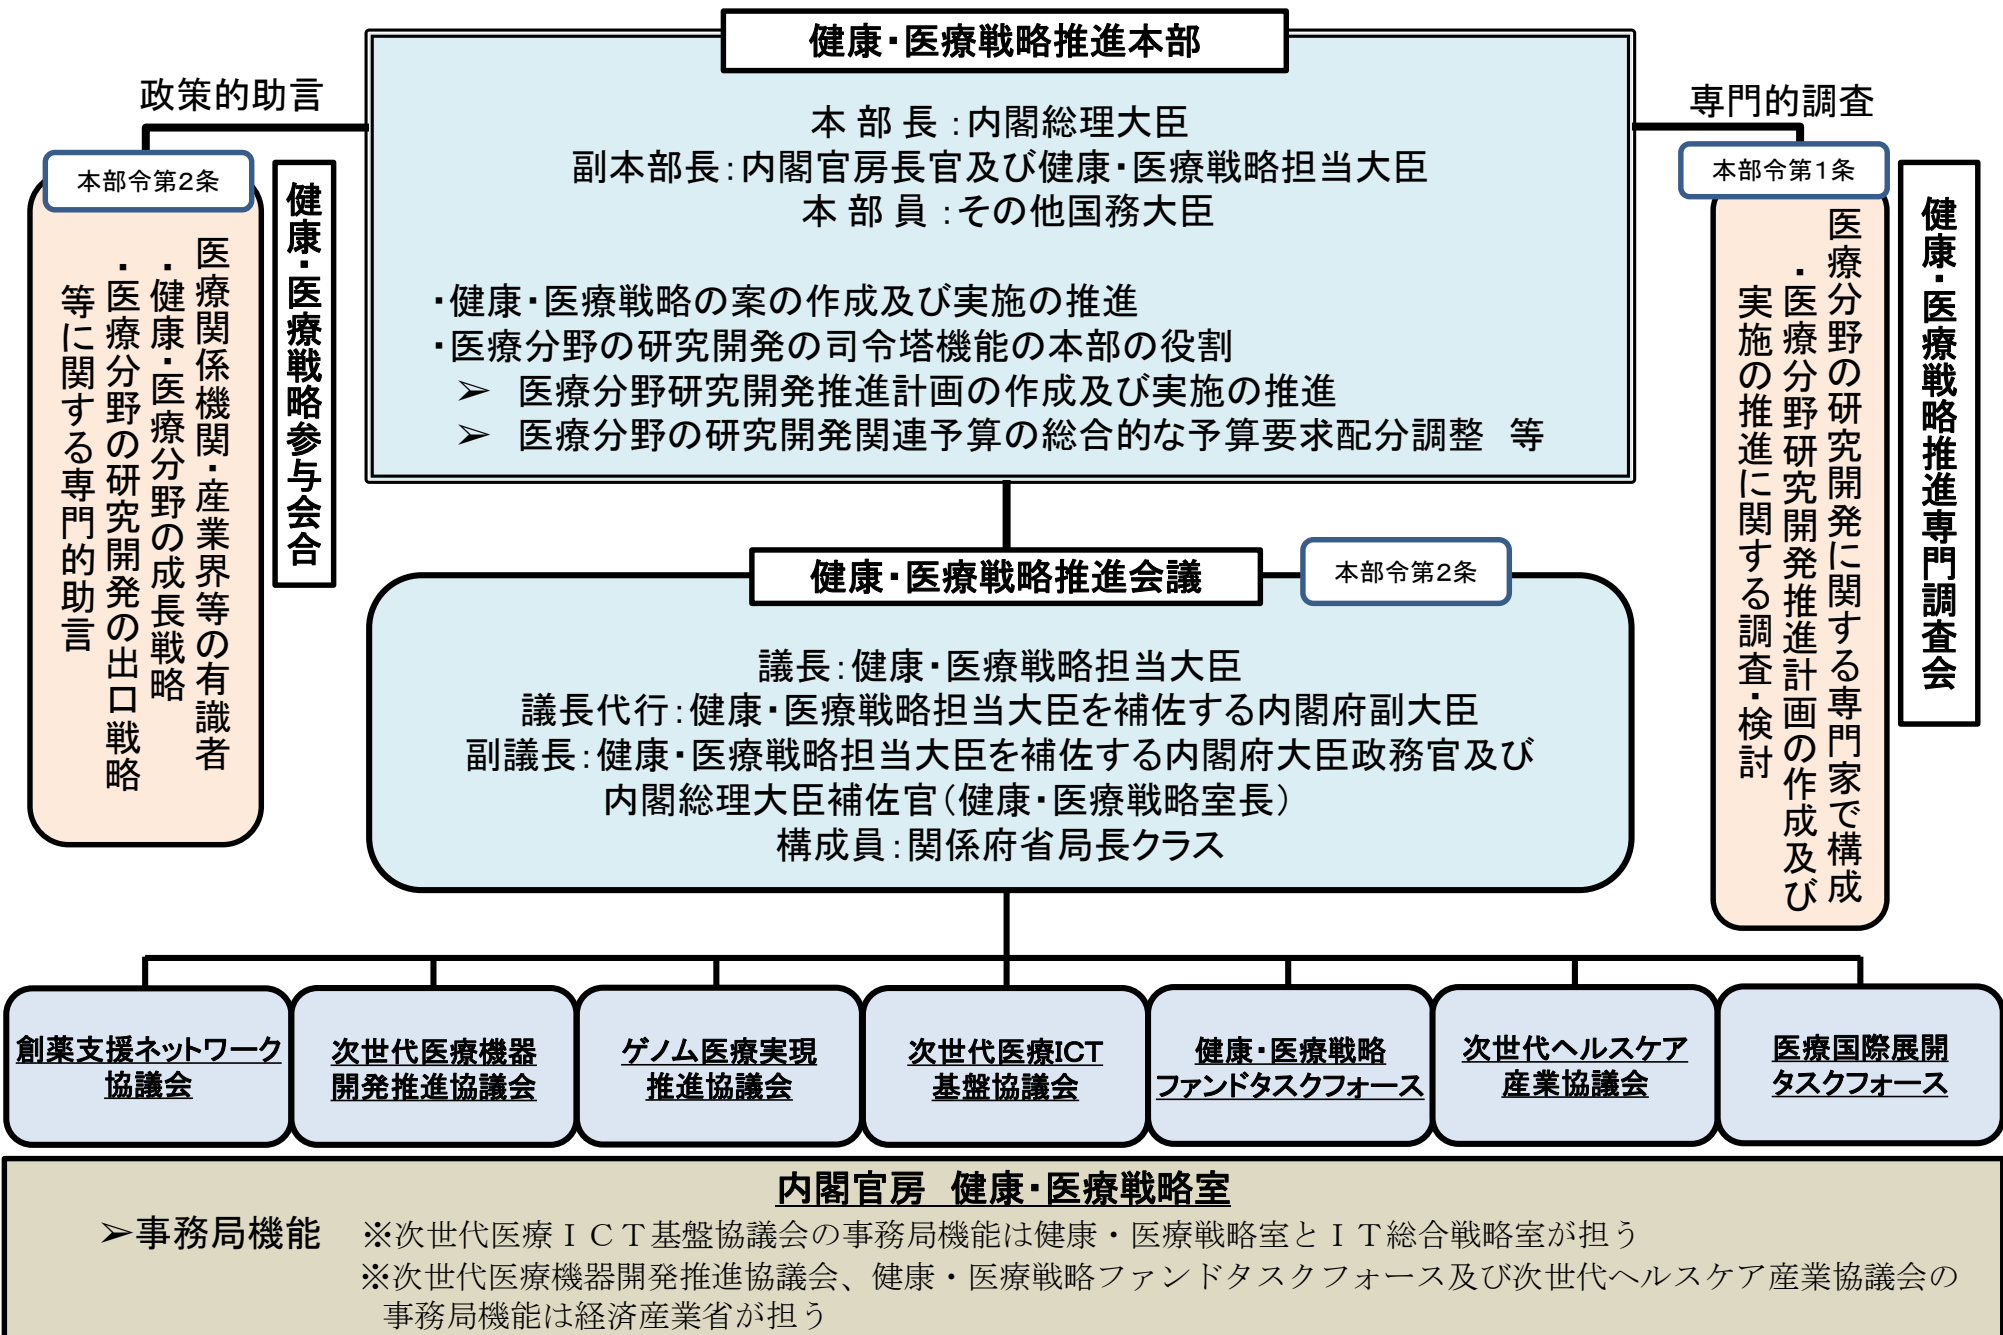 健康・医療戦略推進本部
本 部 長 ：内閣総理大臣
副本部長：内閣官房長官及び健康・医療戦略担当大臣
本 部 員 ：その他国務大臣
・健康・医療戦略の案の作成及び実施の推進
・医療分野の研究開発の司令塔機能の本部の役割
➢ 医療分野研究開発推進計画の作成及び実施の推進
➢ 医療分野の研究開発関連予算の総合的な予算要求配分調整　等
政策的助言
本部令第２条
健康・医療戦略参与会合
医療関係機関・産業界等の有識者
・健康・医療分野の成長戦略
・医療分野の研究開発の出口戦略
等に関する専門的助言
専門的調査
本部令第１条
健康・医療戦略推進専門調査会
医療分野の研究開発に関する専門家で構成
・医療分野研究開発推進計画の作成及び
実施の推進に関する調査・検討
健康・医療戦略推進会議
本部令第２条
議長：健康・医療戦略担当大臣
議長代行：健康・医療戦略担当大臣を補佐する内閣府副大臣
副議長：健康・医療戦略担当大臣を補佐する内閣府大臣政務官及び
内閣総理大臣補佐官（健康・医療戦略室長）
構成員：関係府省局長クラス
創薬支援ネットワーク
協議会
次世代医療機器
開発推進協議会
ゲノム医療実現
推進協議会
次世代医療ICT
基盤協議会
健康・医療戦略
ファンドタスクフォース
次世代ヘルスケア
産業協議会
医療国際展開
タスクフォース
内閣官房　健康・医療戦略室
➢事務局機能　※次世代医療ＩＣＴ基盤協議会の事務局機能は健康・医療戦略室とＩＴ総合戦略室が担う
※次世代医療機器開発推進協議会、健康・医療戦略ファンドタスクフォース及び次世代ヘルスケア産業協議会の
事務局機能は経済産業省が担う